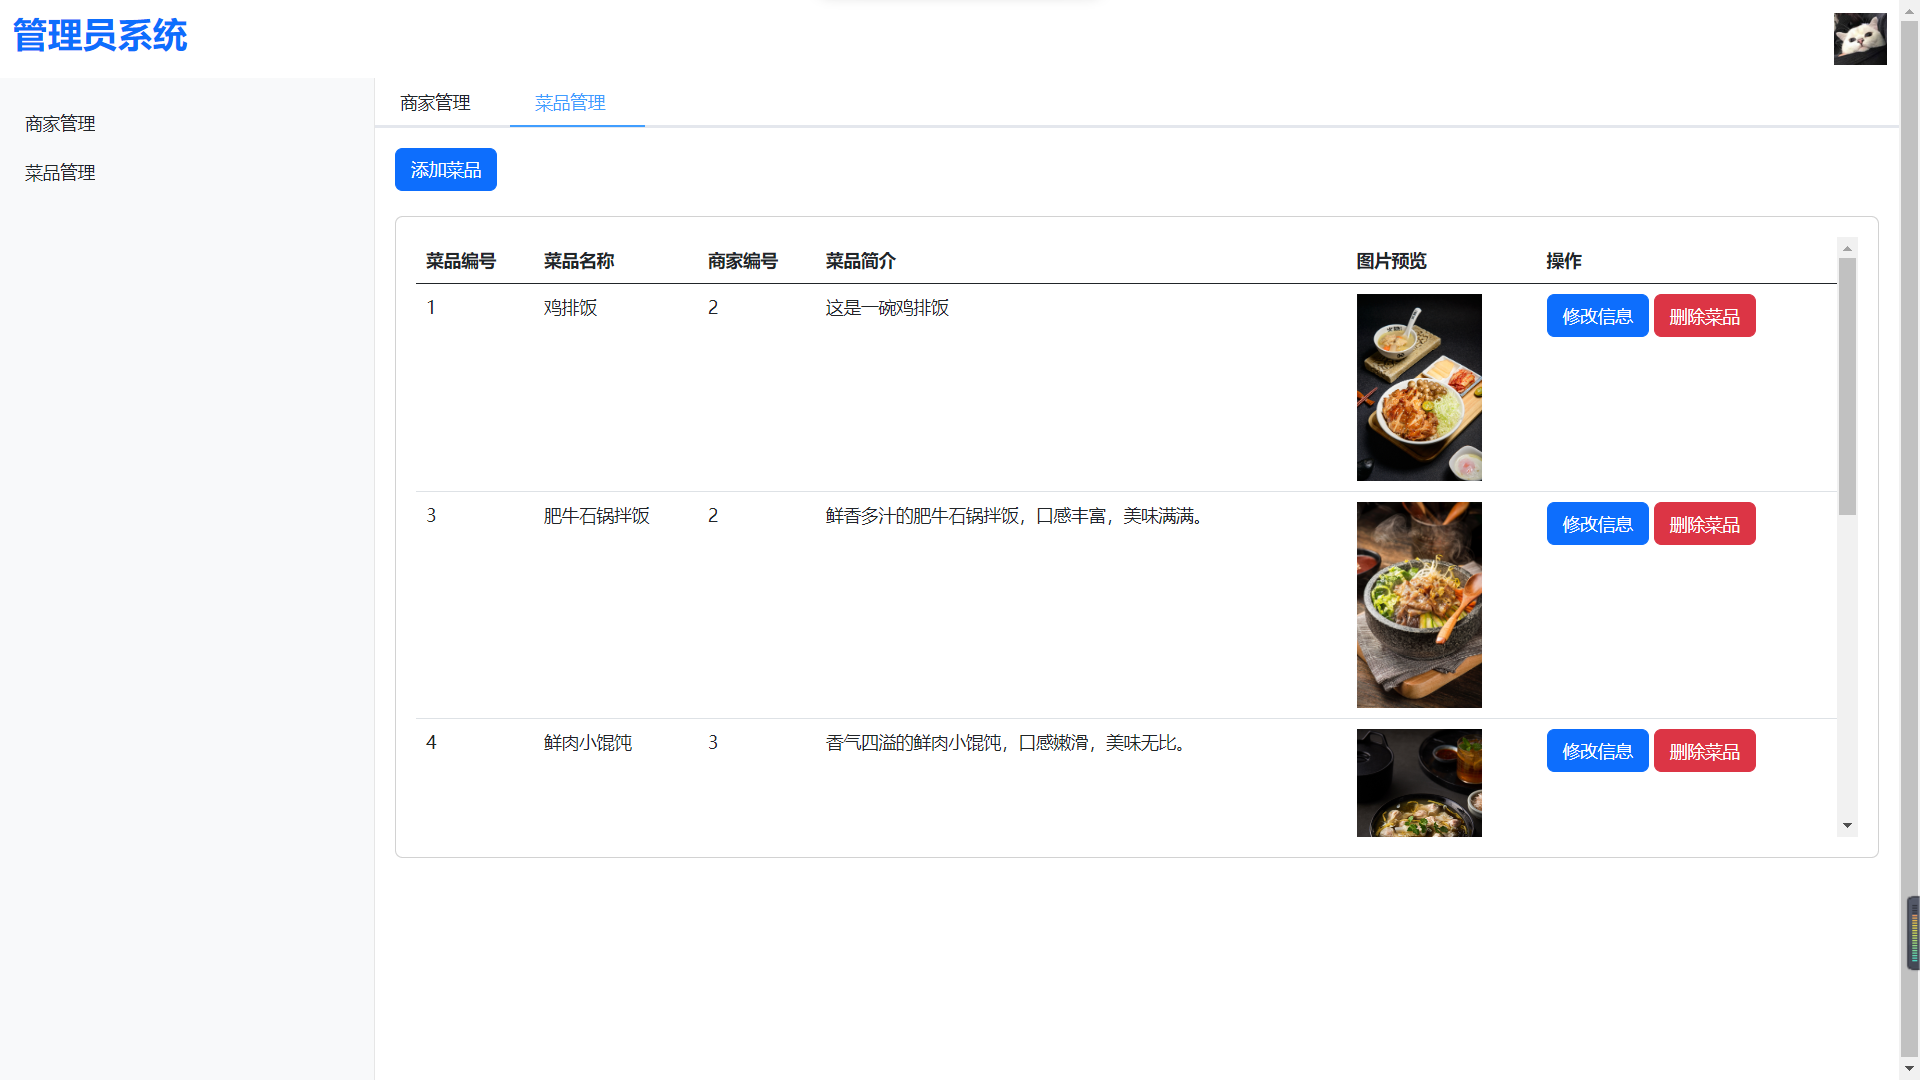 管理员系统
商家管理
菜品管理
商家管理 菜品管理
添加菜品
菜品编号 菜品名称 商家编号 菜品简介 图片预览 操作
1 鸡排饭 2 这是一碗鸡排饭 修改信息 删除菜品
3 肥牛石锅拌饭 2 鲜香多汁的肥牛石锅拌饭，口感丰富，美味满满。 修改信息 删除菜品
4 鲜肉小馄饨 3 香气四溢的鲜肉小馄饨，口感嫩滑，美味无比。 修改信息 删除菜品